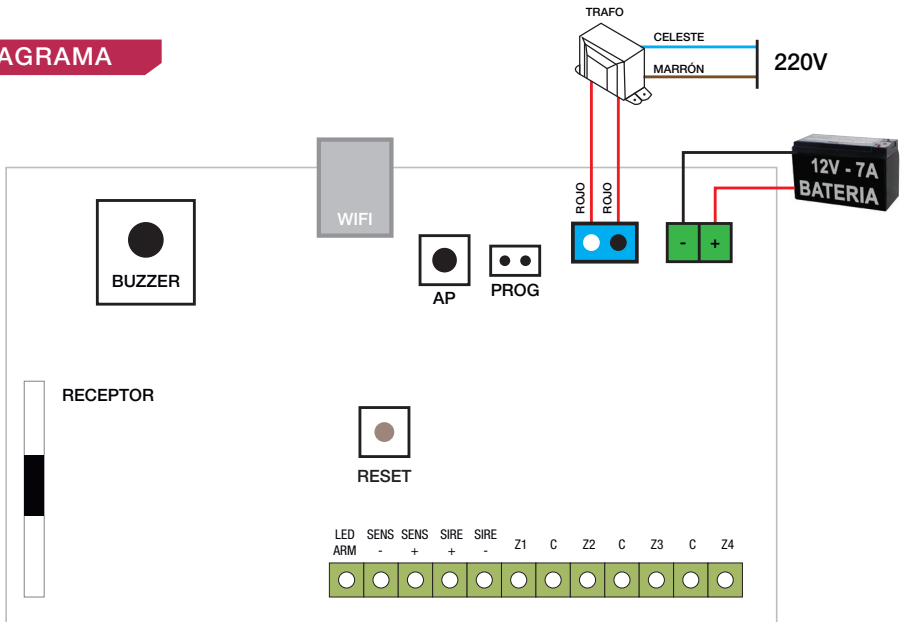 AGRAMA
TRAFO
CELESTE
MARRÓN
220V
12V - 7A
BATERIA
ROJO
ROJO
WIFI
- +
BUZZER
AP
PROG
RECEPTOR
RESET
LED SENS SENS SIRE SIRE Z1 C Z2 C Z3 C Z4
ARM - + + -